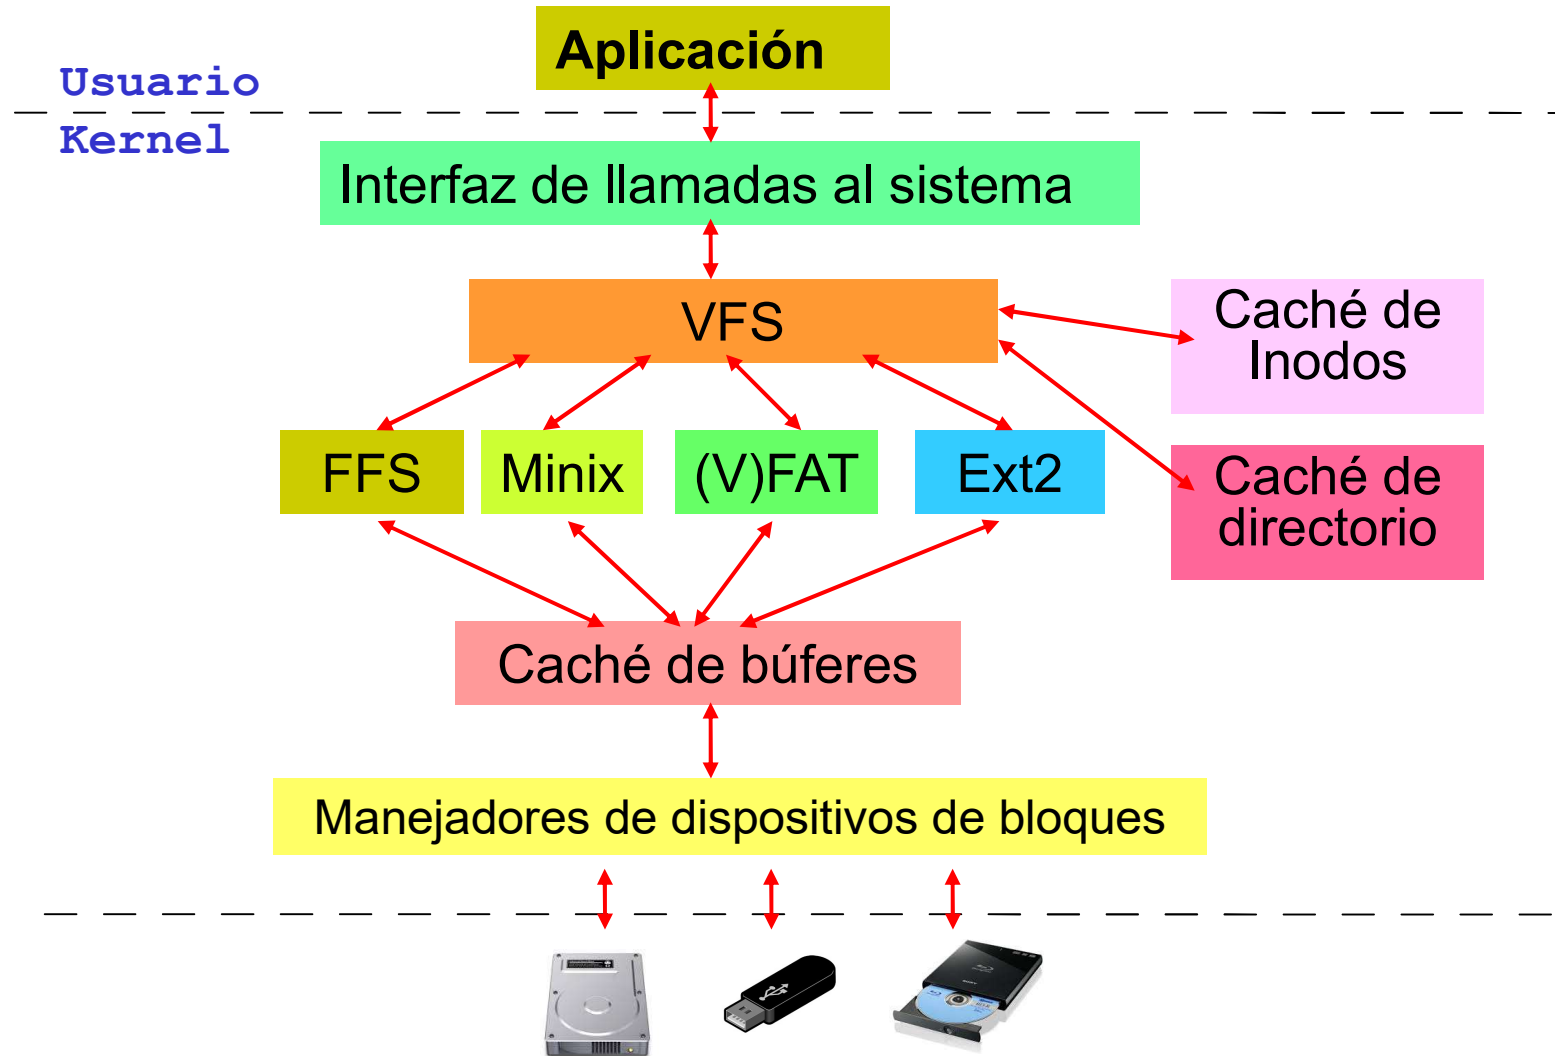 Aplicación
Usuario
Kernel
Interfaz de llamadas al sistema
VFS
Caché de
Inodos
FFS
Minix
(V)FAT
Ext2
Caché de
directorio
Caché de búferes
Manejadores de dispositivos de bloques